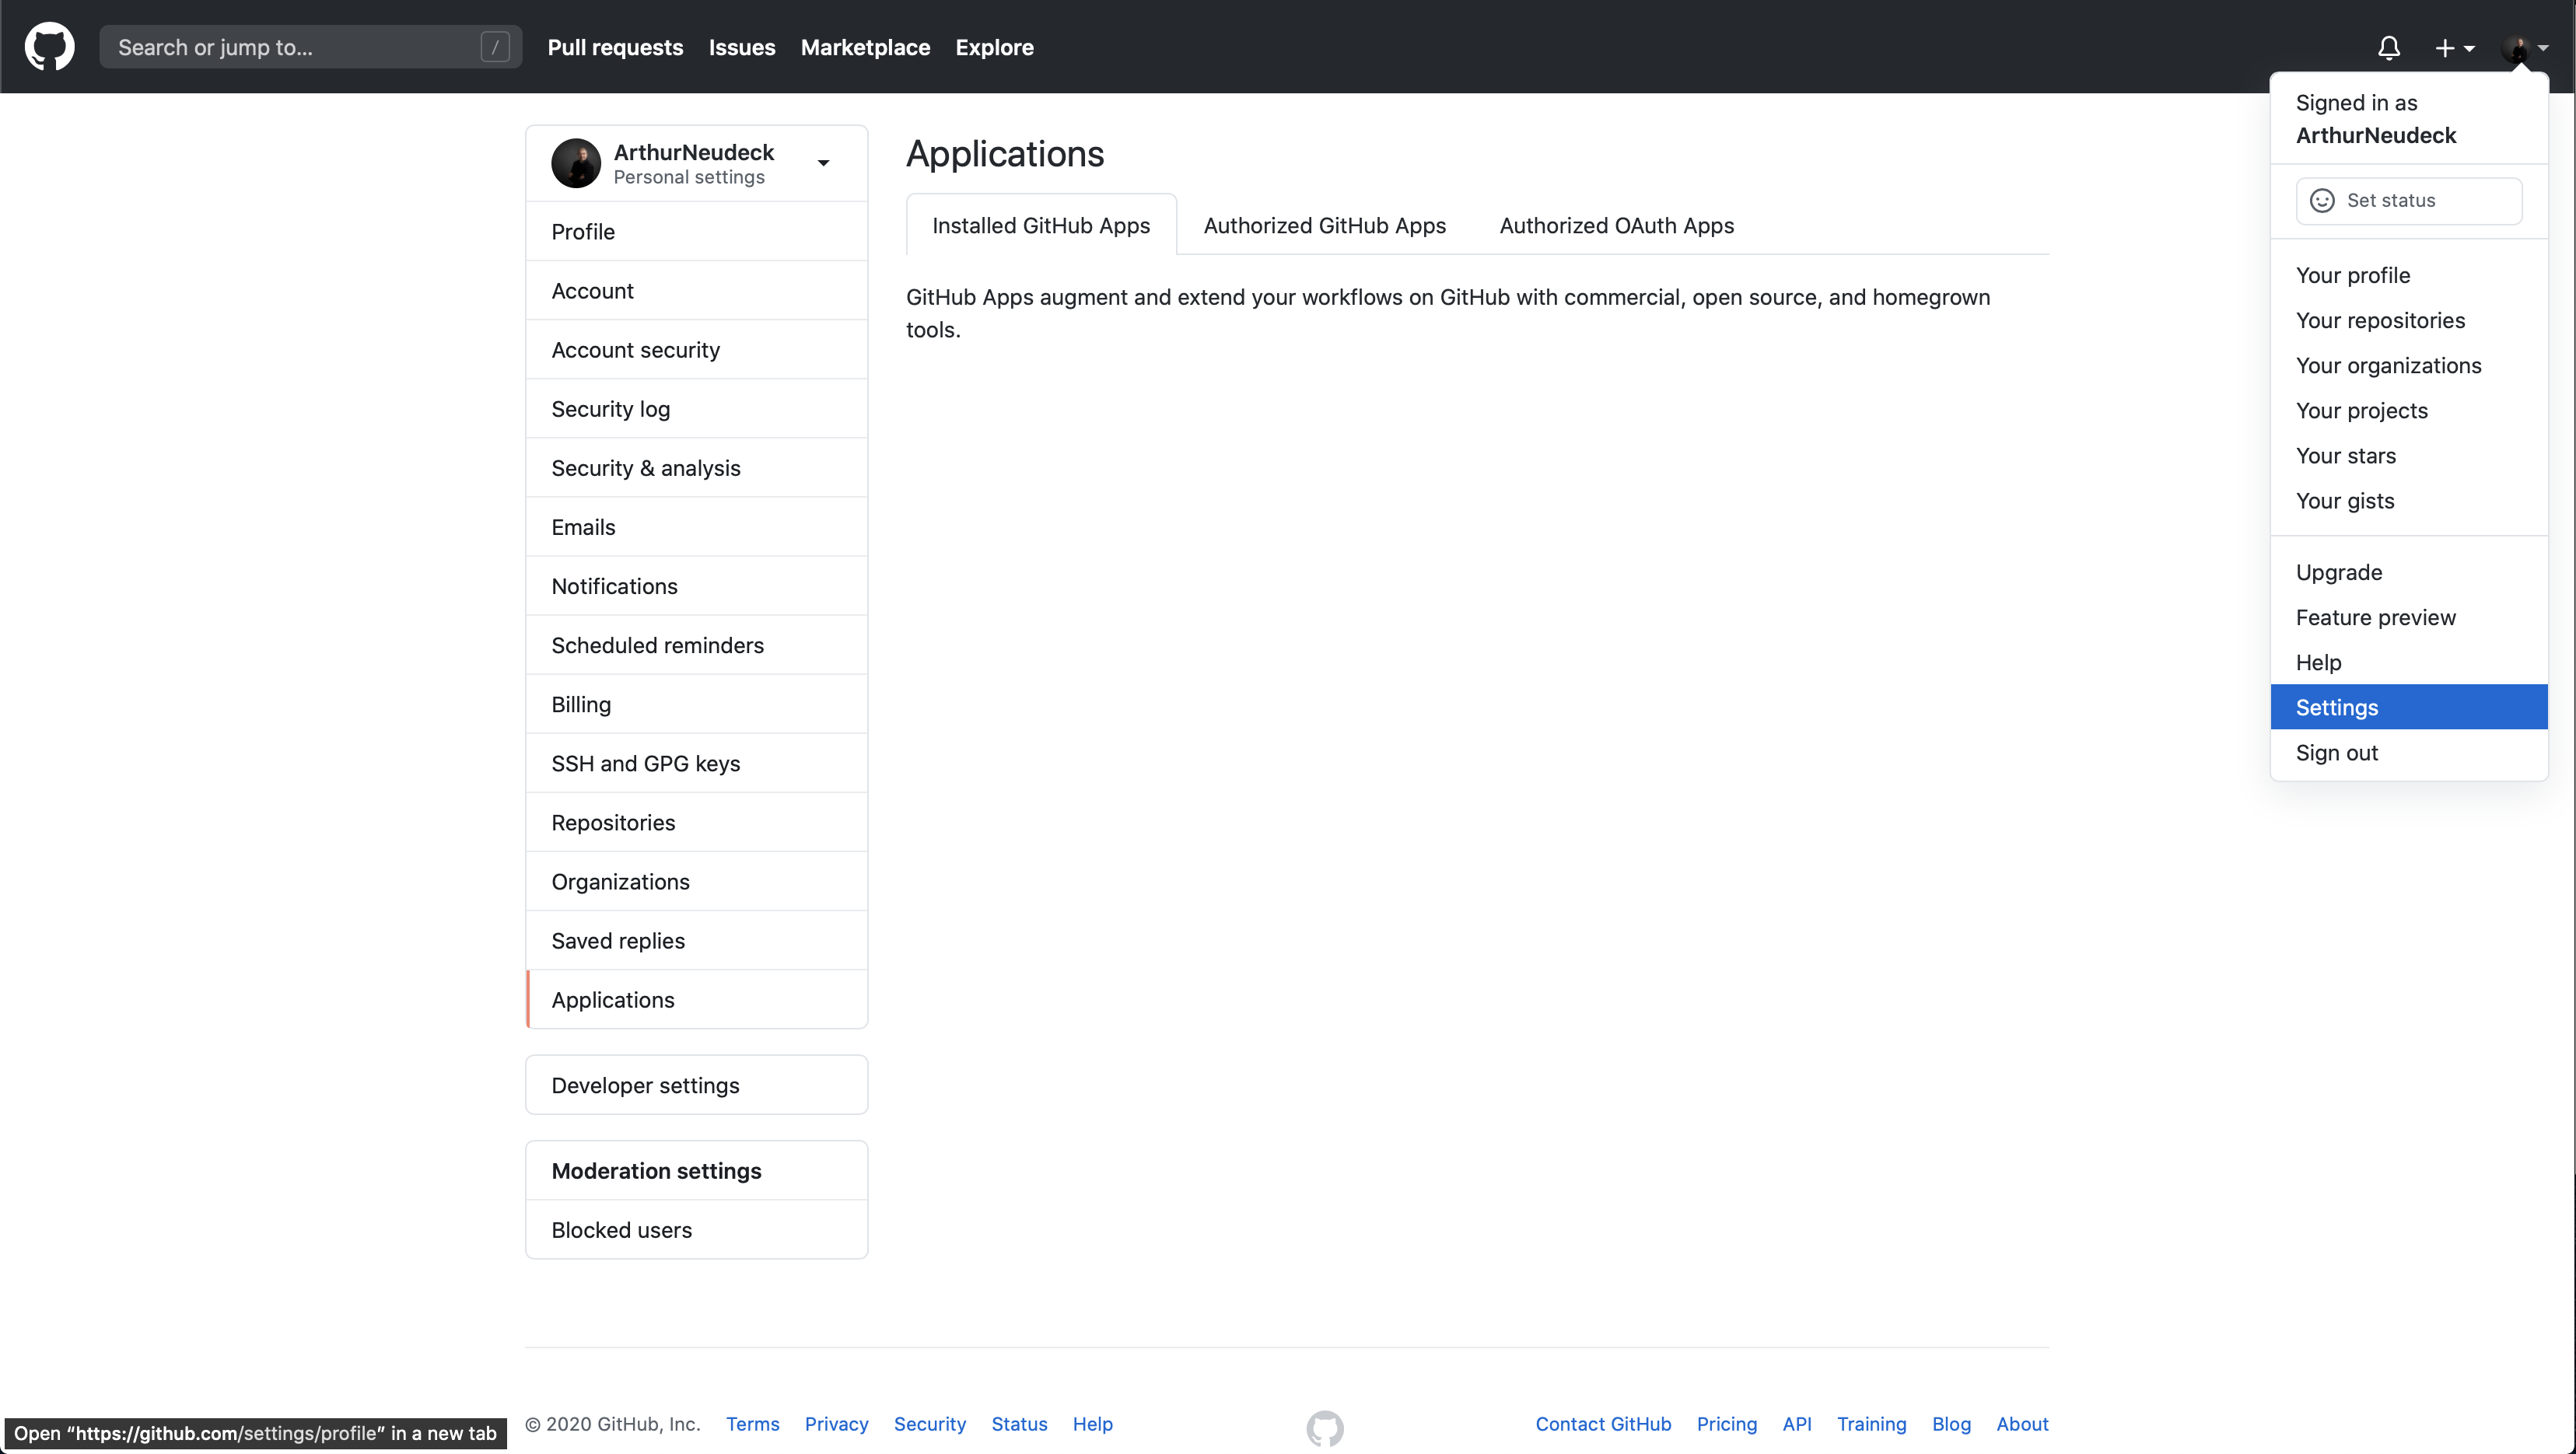 Search or jump to...
/
Pull requests
Issues
Marketplace
Explore
ArthurNeudeck
Personal settings
Profile
Account
Account security
Security log
Security & analysis
Emails
Notifications
Scheduled reminders
Billing
SSH and GPG keys
Repositories
Organizations
Saved replies
Applications
Developer settings
Moderation settings
Blocked users
Applications
Installed GitHub Apps
Authorized GitHub Apps
Authorized OAuth Apps
GitHub Apps augment and extend your workflows on GitHub with commercial, open source, and homegrown
tools.
Signed in as
ArthurNeudeck
Set status
Your profile
Your repositories
Your organizations
Your projects
Your stars
Your gists
Upgrade
Feature preview
Help
Settings
Sign out
© 2020 GitHub, Inc.
Terms
Privacy
Security
Status
Help
Contact GitHub
Pricing
API
Training
Blog
About
Open “https://github.com/settings/profile” in a new tab